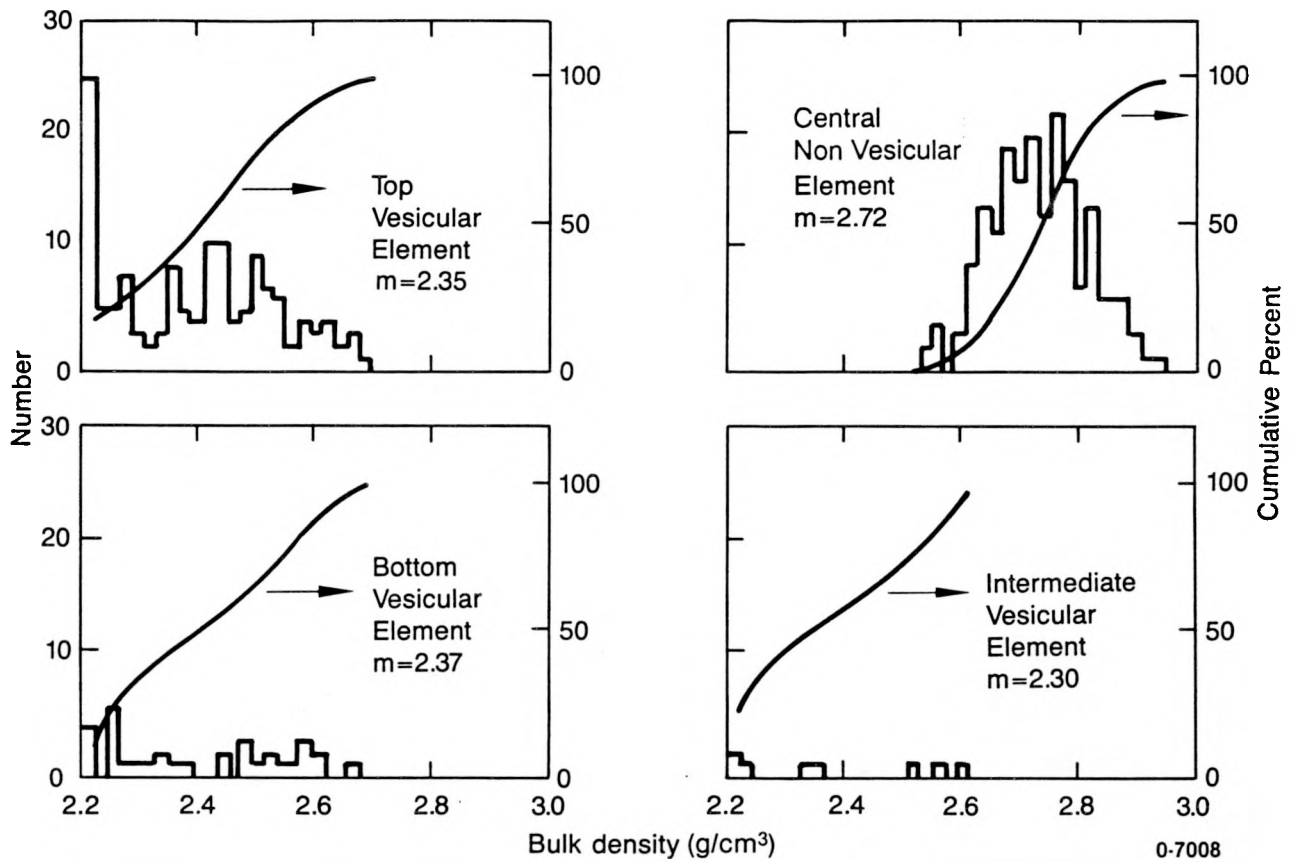 30
20
10
0
100
50
0
Top
Vesicular
Element
m=2.35
Central
Non Vesicular
Element
m=2.72
100
50
0
Number
Cumulative Percent
30
20
10
0
2.2
2.4
2.6
2.8
3.0
100
50
0
Bottom
Vesicular
Element
m=2.37
Intermediate
Vesicular
Element
m=2.30
100
50
0
2.2
2.4
2.6
2.8
3.0
Bulk density (g/cm³)
0-7008